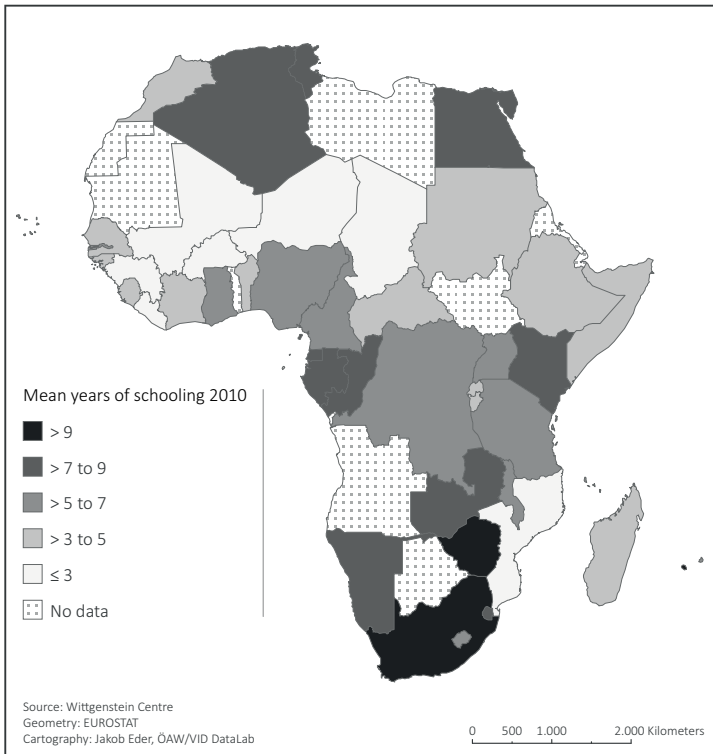 Mean years of schooling 2010
> 9
> 7 to 9
> 5 to 7
> 3 to 5
≤ 3
No data
Source: Wittgenstein Centre
Geometry: EUROSTAT
Cartography: Jakob Eder, ÖAW/VID DataLab
0 500 1.000 2.000 Kilometers